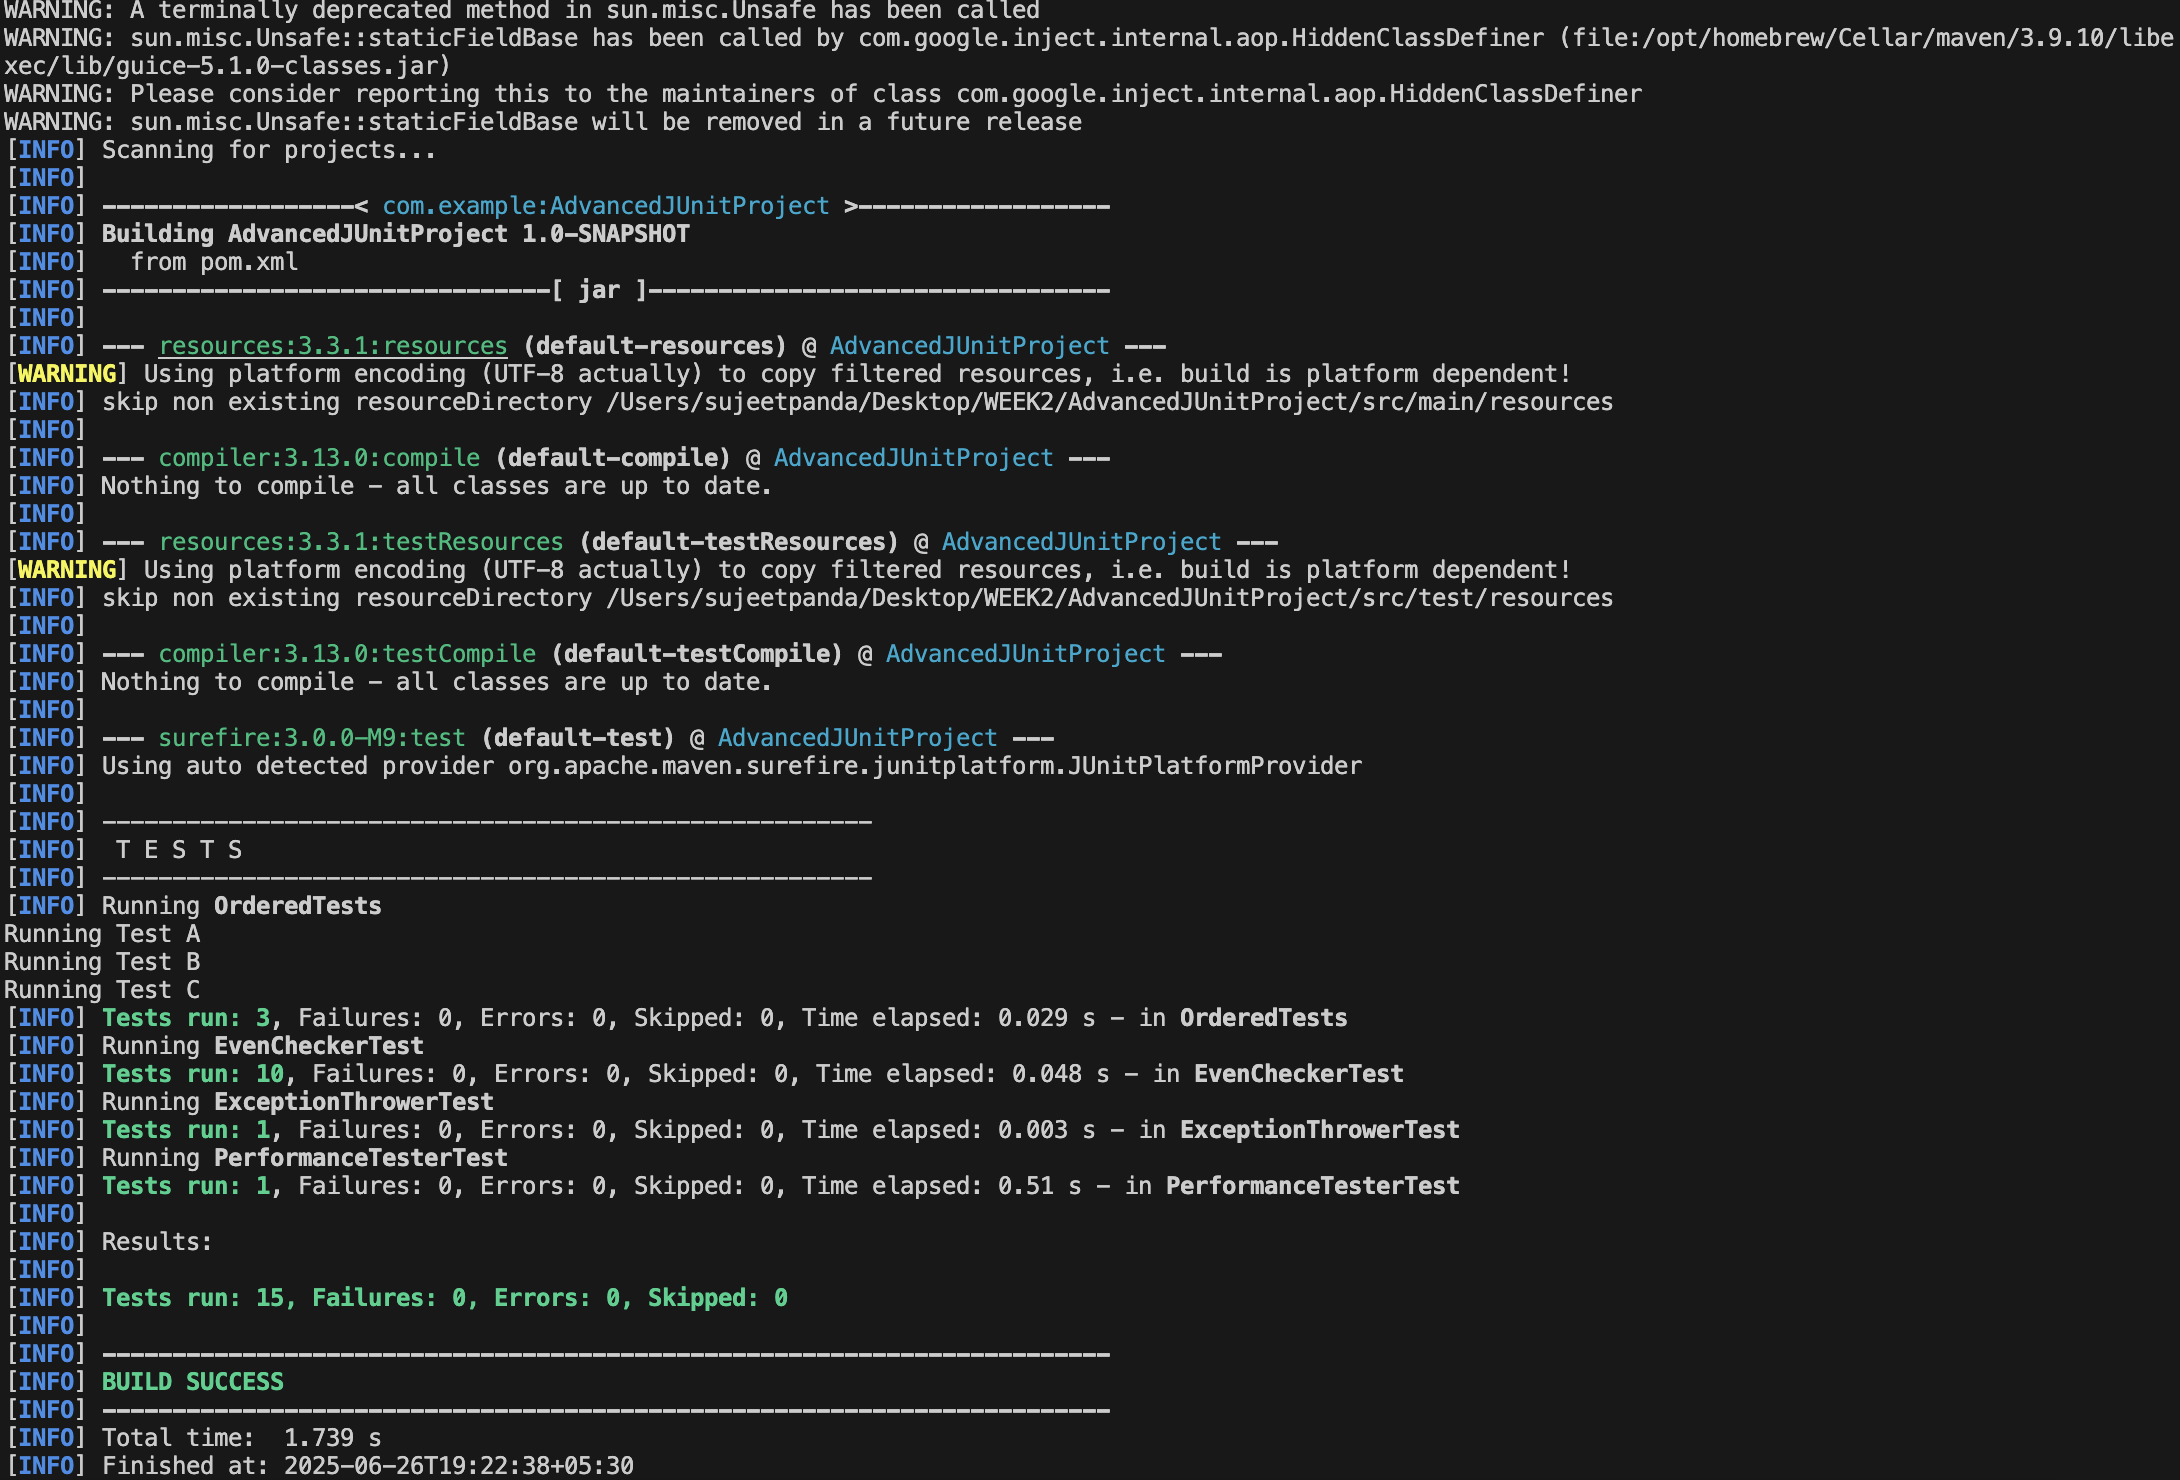 WARNING: A terminally deprecated method in sun.misc.Unsafe has been called
WARNING: sun.misc.Unsafe::staticFieldBase has been called by com.google.inject.internal.aop.HiddenClassDefiner (file:/opt/homebrew/Cellar/maven/3.9.10/libe
xec/lib/guice-5.1.0-classes.jar)
WARNING: Please consider reporting this to the maintainers of class com.google.inject.internal.aop.HiddenClassDefiner
WARNING: sun.misc.Unsafe::staticFieldBase will be removed in a future release
[INFO] Scanning for projects...
[INFO]
[INFO] ------------------< com.example:AdvancedJUnitProject >------------------
[INFO] Building AdvancedJUnitProject 1.0-SNAPSHOT
[INFO]   from pom.xml
[INFO] --------------------------------[ jar ]---------------------------------
[INFO]
[INFO] --- resources:3.3.1:resources (default-resources) @ AdvancedJUnitProject ---
[WARNING] Using platform encoding (UTF-8 actually) to copy filtered resources, i.e. build is platform dependent!
[INFO] skip non existing resourceDirectory /Users/sujeetpanda/Desktop/WEEK2/AdvancedJUnitProject/src/main/resources
[INFO]
[INFO] --- compiler:3.13.0:compile (default-compile) @ AdvancedJUnitProject ---
[INFO] Nothing to compile - all classes are up to date.
[INFO]
[INFO] --- resources:3.3.1:testResources (default-testResources) @ AdvancedJUnitProject ---
[WARNING] Using platform encoding (UTF-8 actually) to copy filtered resources, i.e. build is platform dependent!
[INFO] skip non existing resourceDirectory /Users/sujeetpanda/Desktop/WEEK2/AdvancedJUnitProject/src/test/resources
[INFO]
[INFO] --- compiler:3.13.0:testCompile (default-testCompile) @ AdvancedJUnitProject ---
[INFO] Nothing to compile - all classes are up to date.
[INFO]
[INFO] --- surefire:3.0.0-M9:test (default-test) @ AdvancedJUnitProject ---
[INFO] Using auto detected provider org.apache.maven.surefire.junitplatform.JUnitPlatformProvider
[INFO]
[INFO] -------------------------------------------------------
[INFO]  T E S T S
[INFO] -------------------------------------------------------
[INFO] Running OrderedTests
Running Test A
Running Test B
Running Test C
[INFO] Tests run: 3, Failures: 0, Errors: 0, Skipped: 0, Time elapsed: 0.029 s - in OrderedTests
[INFO] Running EvenCheckerTest
[INFO] Tests run: 10, Failures: 0, Errors: 0, Skipped: 0, Time elapsed: 0.048 s - in EvenCheckerTest
[INFO] Running ExceptionThrowerTest
[INFO] Tests run: 1, Failures: 0, Errors: 0, Skipped: 0, Time elapsed: 0.003 s - in ExceptionThrowerTest
[INFO] Running PerformanceTesterTest
[INFO] Tests run: 1, Failures: 0, Errors: 0, Skipped: 0, Time elapsed: 0.51 s - in PerformanceTesterTest
[INFO]
[INFO] Results:
[INFO]
[INFO] Tests run: 15, Failures: 0, Errors: 0, Skipped: 0
[INFO]
[INFO] ------------------------------------------------------------------------
[INFO] BUILD SUCCESS
[INFO] ------------------------------------------------------------------------
[INFO] Total time:  1.739 s
[INFO] Finished at: 2025-06-26T19:22:38+05:30